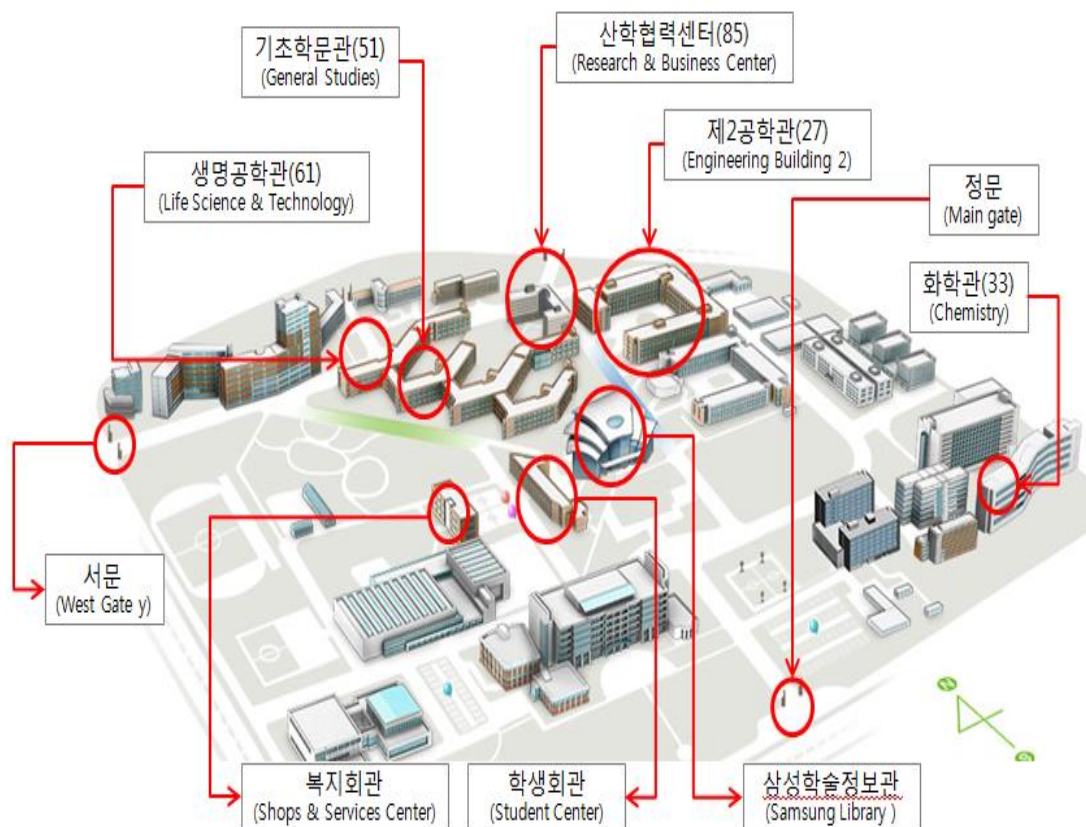 산학협력센터(85)
(Research & Business Center)
기초학문관(51)
(General Studies)
제2공학관(27)
(Engineering Building 2)
생명공학관(61)
(Life Science & Technology)
정문
(Main gate)
화학관(33)
(Chemistry)
서문
(West Gate y)
N
S
복지회관
(Shops & Services Center)
학생회관
(Student Center)
삼성학술정보관
(Samsung Library )